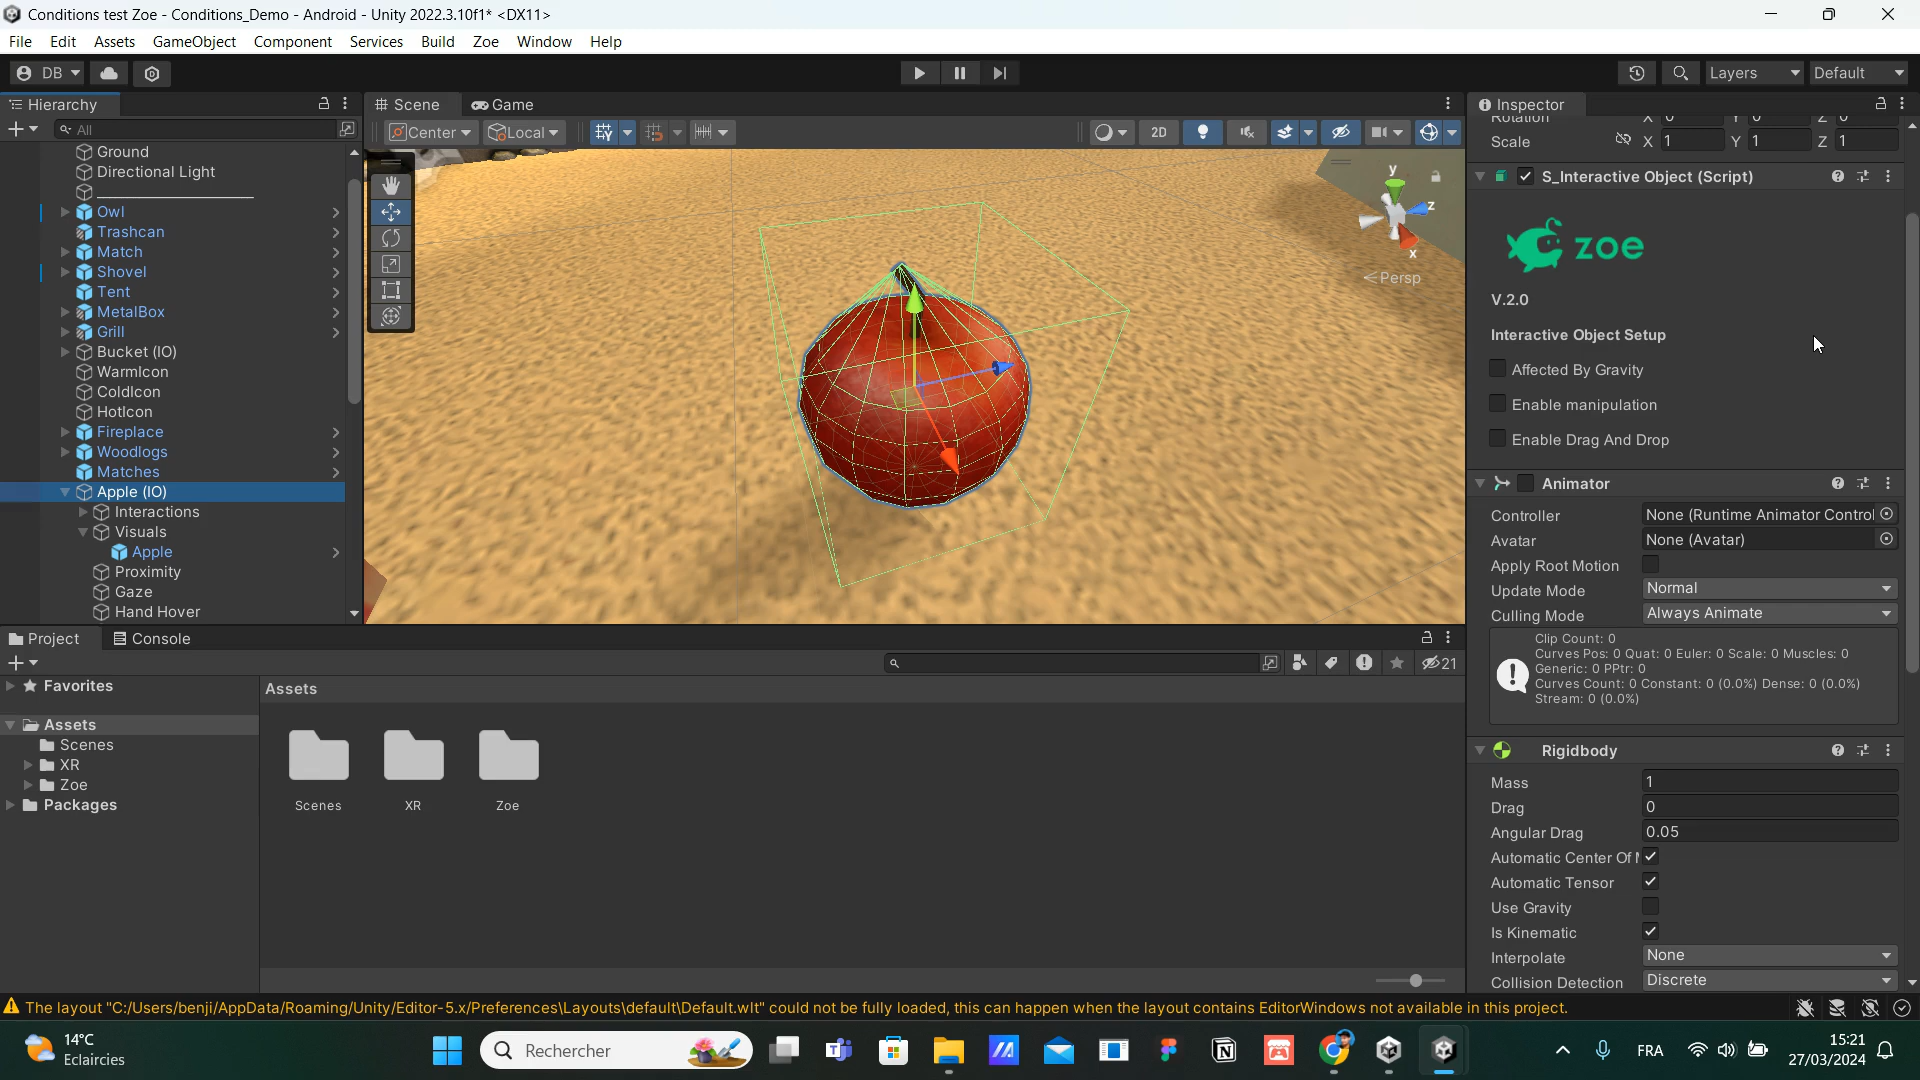 Conditions test Zoe - Conditions_Demo - Android - Unity 2022.3.10f1* <DX11>
File Edit Assets GameObject Component Services Build Zoe Window Help
DB Layers Default
Hierarchy
All
Ground
Directional Light
Owl
Trashcan
Match
Shovel
Tent
MetalBox
Grill
Bucket (IO)
WarmIcon
ColdIcon
HotIcon
Fireplace
Woodlogs
Matches
Apple (IO)
Interactions
Visuals
Apple
Proximity
Gaze
Hand Hover
Scene Game
Center Local 2D
y
z
x
Persp
Inspector
Rotation X 0 Y 0 Z 0
Scale X 1 Y 1 Z 1
S_Interactive Object (Script)
zoe
V.2.0
Interactive Object Setup
Affected By Gravity
Enable manipulation
Enable Drag And Drop
Animator
Controller None (Runtime Animator Control
Avatar None (Avatar)
Apply Root Motion
Update Mode Normal
Culling Mode Always Animate
Clip Count: 0
Curves Pos: 0 Quat: 0 Euler: 0 Scale: 0 Muscles: 0
Generic: 0 PPtr: 0
Curves Count: 0 Constant: 0 (0.0%) Dense: 0 (0.0%)
Stream: 0 (0.0%)
Rigidbody
Mass 1
Drag 0
Angular Drag 0.05
Automatic Center Of M
Automatic Tensor
Use Gravity
Is Kinematic
Interpolate None
Collision Detection Discrete
Project Console
21
Favorites
Assets
Scenes
XR
Zoe
Packages
Assets
Scenes XR Zoe
The layout "C:/Users/benji/AppData/Roaming/Unity/Editor-5.x/Preferences\Layouts\default\Default.wlt" could not be fully loaded, this can happen when the layout contains EditorWindows not available in this project.
14°C
Eclaircies
Rechercher
FRA
15:21
27/03/2024